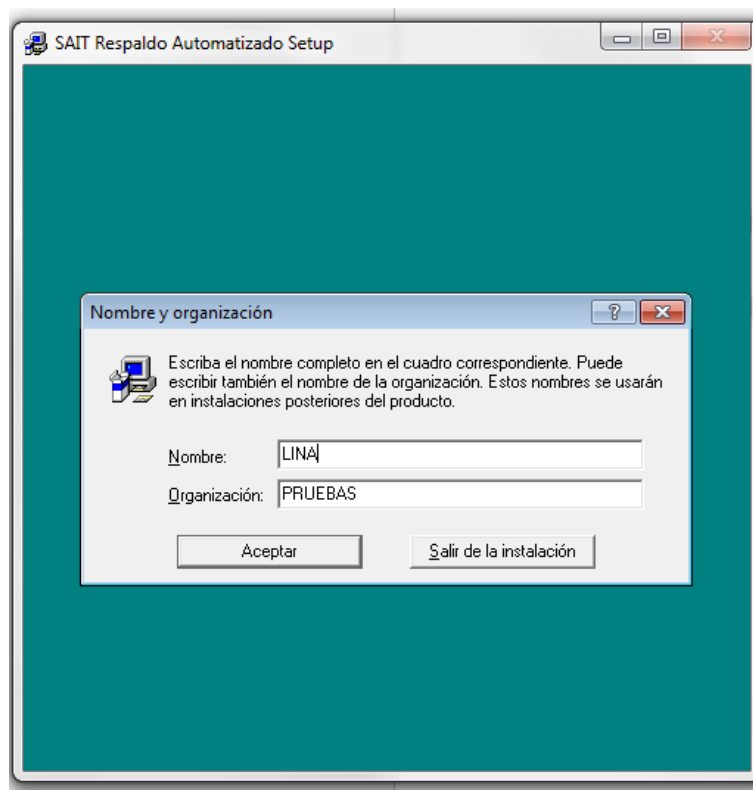 SAIT Respaldo Automatizado Setup
Nombre y organización
Escriba el nombre completo en el cuadro correspondiente. Puede
escribir también el nombre de la organización. Estos nombres se usarán
en instalaciones posteriores del producto.
Nombre: LINA
Organización: PRUEBAS
Aceptar Salir de la instalación